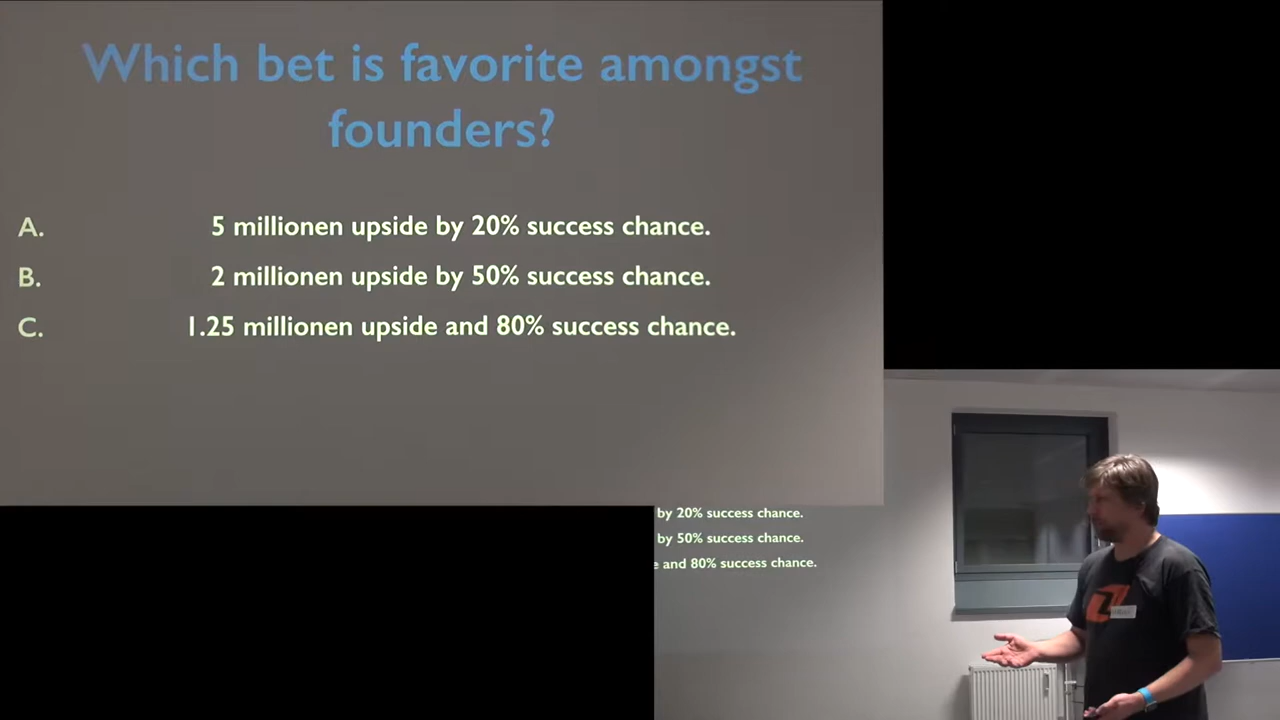 Which bet is favorite amongst
founders?
A. 5 millionen upside by 20% success chance.
B. 2 millionen upside by 50% success chance.
C. 1.25 millionen upside and 80% success chance.
by 20% success chance.
by 50% success chance.
and 80% success chance.